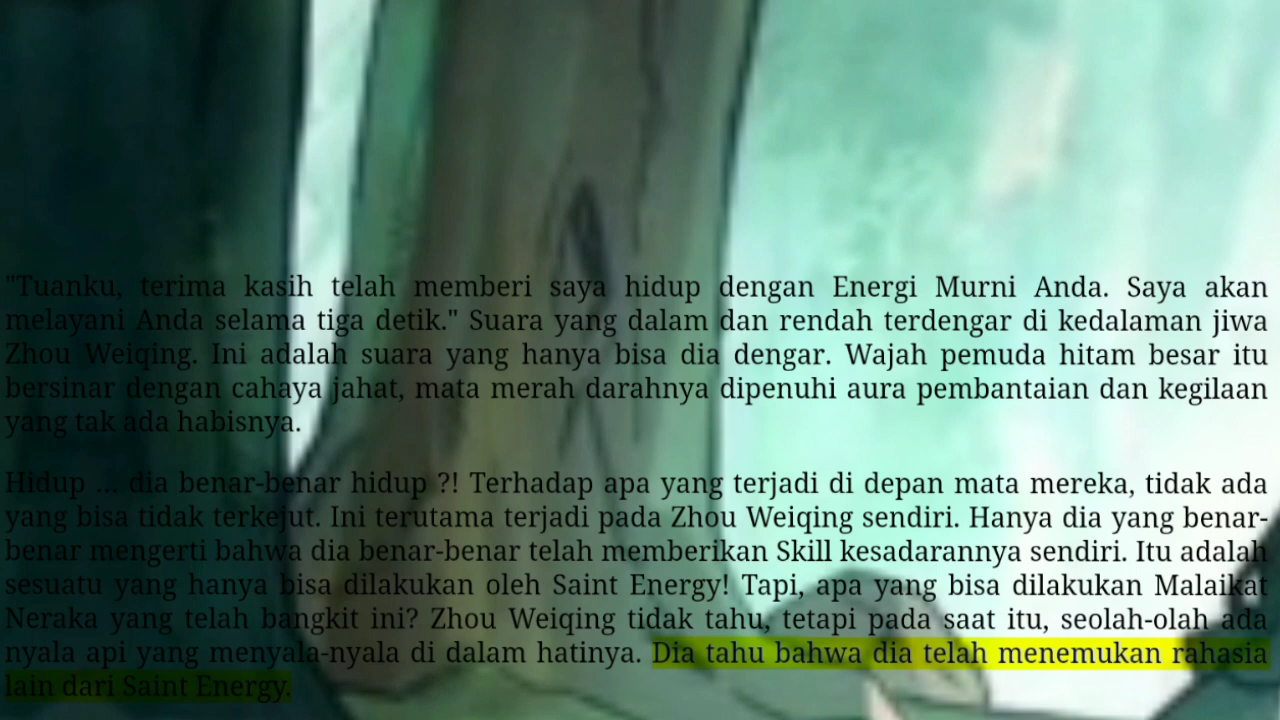 "Tuanku, terima kasih telah memberi saya hidup dengan Energi Murni Anda. Saya akan
melayani Anda selama tiga detik." Suara yang dalam dan rendah terdengar di kedalaman jiwa
Zhou Weiqing. Ini adalah suara yang hanya bisa dia dengar. Wajah pemuda hitam besar itu
bersinar dengan cahaya jahat, mata merah darahnya dipenuhi aura pembantaian dan kegilaan
yang tak ada habisnya.
Hidup ... dia benar-benar hidup ?! Terhadap apa yang terjadi di depan mata mereka, tidak ada
yang bisa tidak terkejut. Ini terutama terjadi pada Zhou Weiqing sendiri. Hanya dia yang benar-
benar mengerti bahwa dia benar-benar telah memberikan Skill kesadarannya sendiri. Itu adalah
sesuatu yang hanya bisa dilakukan oleh Saint Energy! Tapi, apa yang bisa dilakukan Malaikat
Neraka yang telah bangkit ini? Zhou Weiqing tidak tahu, tetapi pada saat itu, seolah-olah ada
nyala api yang menyala-nyala di dalam hatinya. Dia tahu bahwa dia telah menemukan rahasia
lain dari Saint Energy.